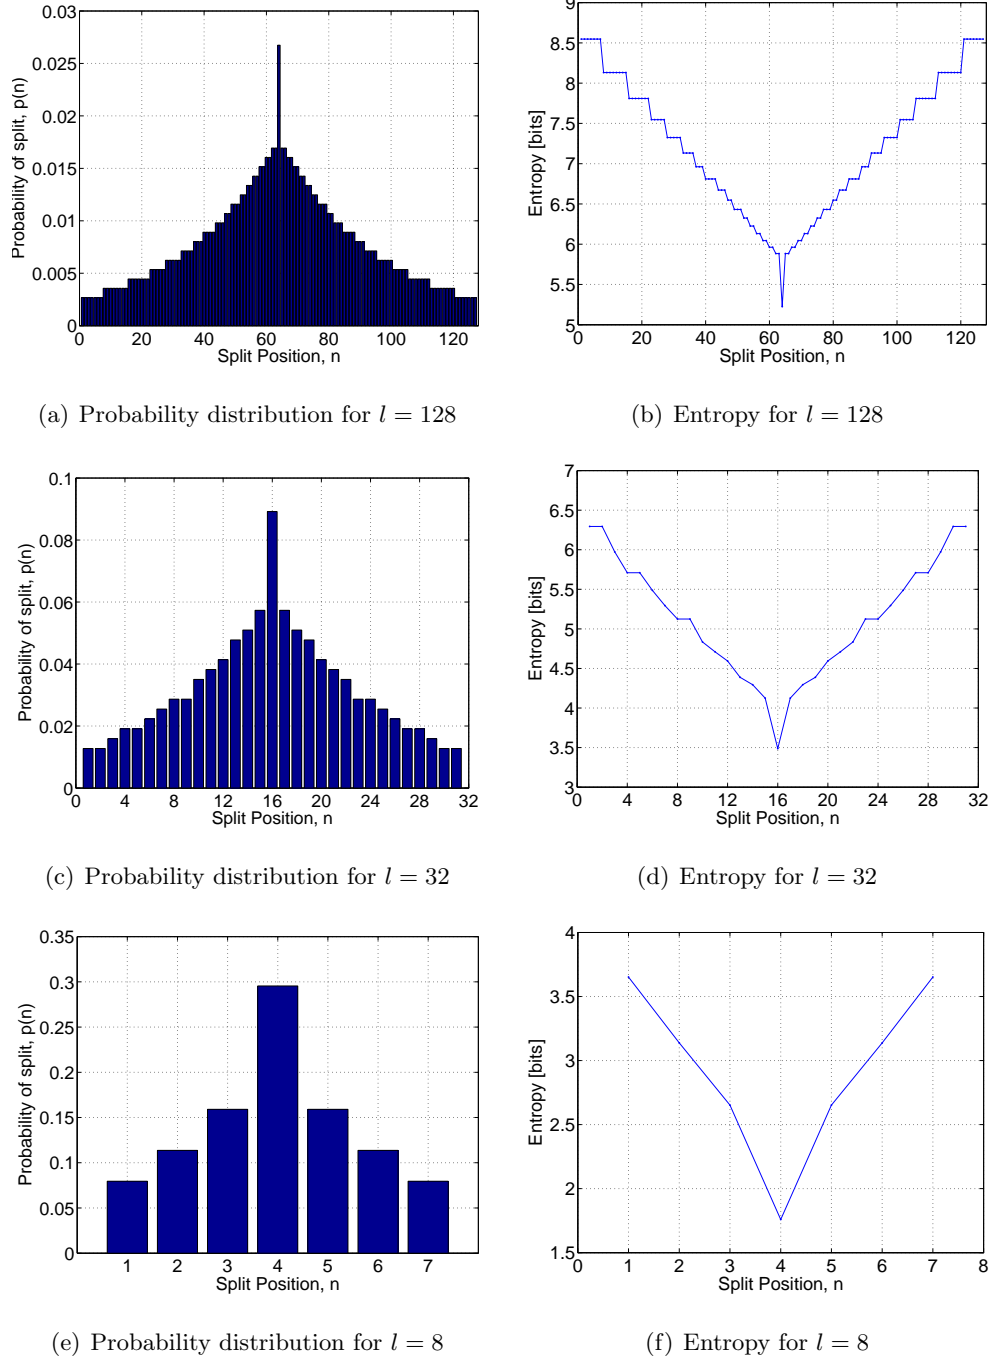 0.03
0.025
0.02
0.015
0.01
0.005
0
Probability of split, p(n)
0 20 40 60 80 100 120
Split Position, n
9
8.5
8
7.5
7
6.5
6
5.5
5
Entropy [bits]
0 20 40 60 80 100 120
Split Position, n
(a) Probability distribution for l = 128
(b) Entropy for l = 128
0.1
0.08
0.06
0.04
0.02
0
Probability of split, p(n)
0 4 8 12 16 20 24 28 32
Split Position, n
7
6.5
6
5.5
5
4.5
4
3.5
3
Entropy [bits]
0 4 8 12 16 20 24 28 32
Split Position, n
(c) Probability distribution for l = 32
(d) Entropy for l = 32
0.35
0.3
0.25
0.2
0.15
0.1
0.05
0
Probability of split, p(n)
1 2 3 4 5 6 7
Split Position, n
4
3.5
3
2.5
2
1.5
Entropy [bits]
0 1 2 3 4 5 6 7 8
Split Position, n
(e) Probability distribution for l = 8
(f) Entropy for l = 8